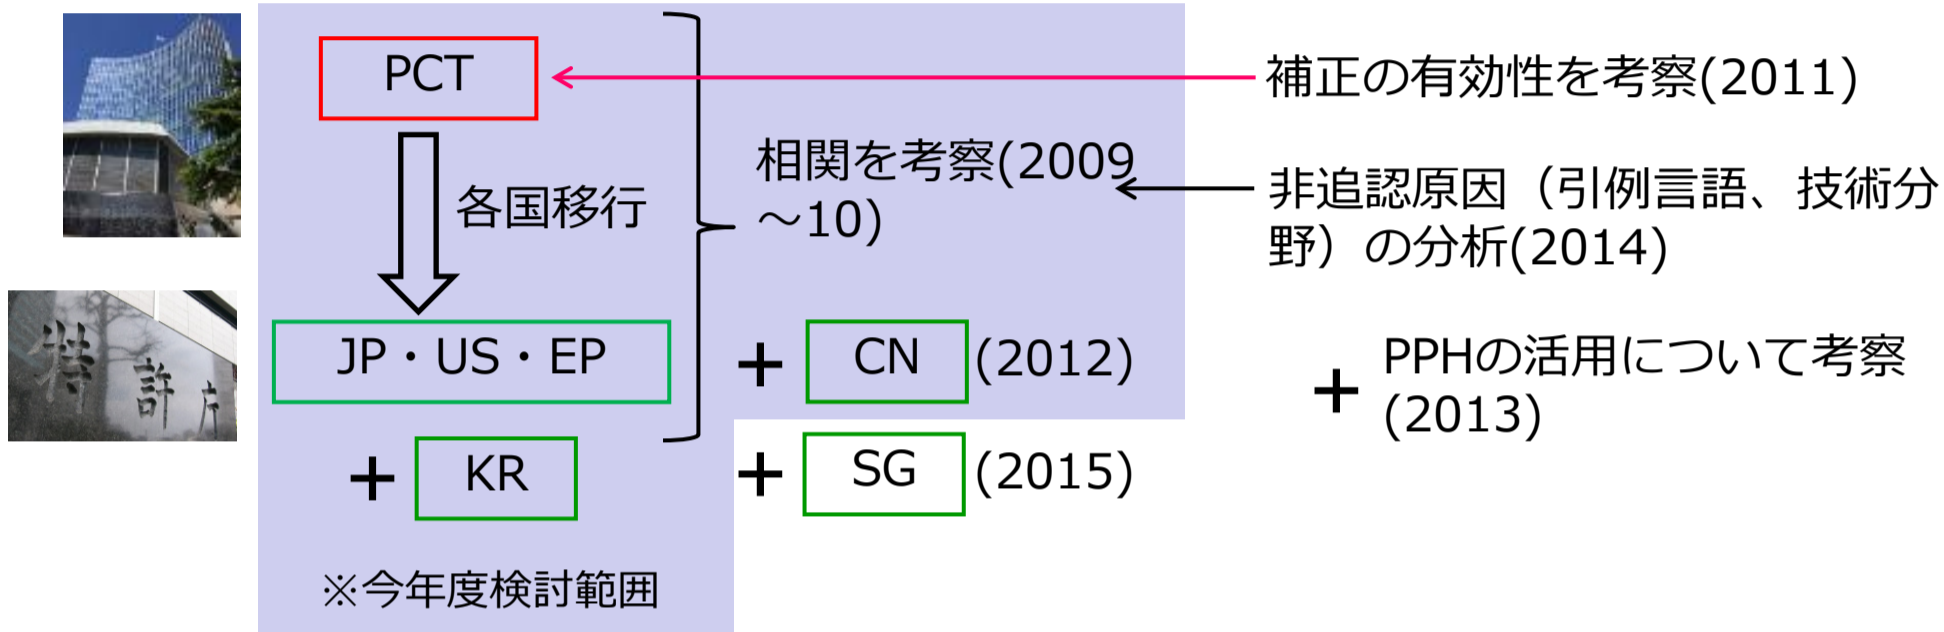 PCT
補正の有効性を考察(2011)
相関を考察(2009
～10)
各国移行
非追認原因（引例言語、技術分
野）の分析(2014)
特許庁
JP・US・EP
+ CN (2012)
+ PPHの活用について考察
(2013)
+ KR
+ SG (2015)
※今年度検討範囲